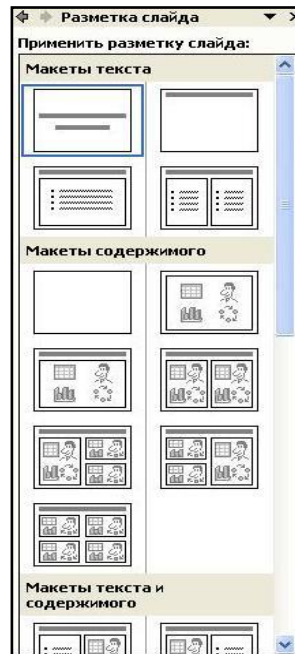 Разметка слайда
Применить разметку слайда:
Макеты текста
Макеты содержимого
Макеты текста и
содержимого